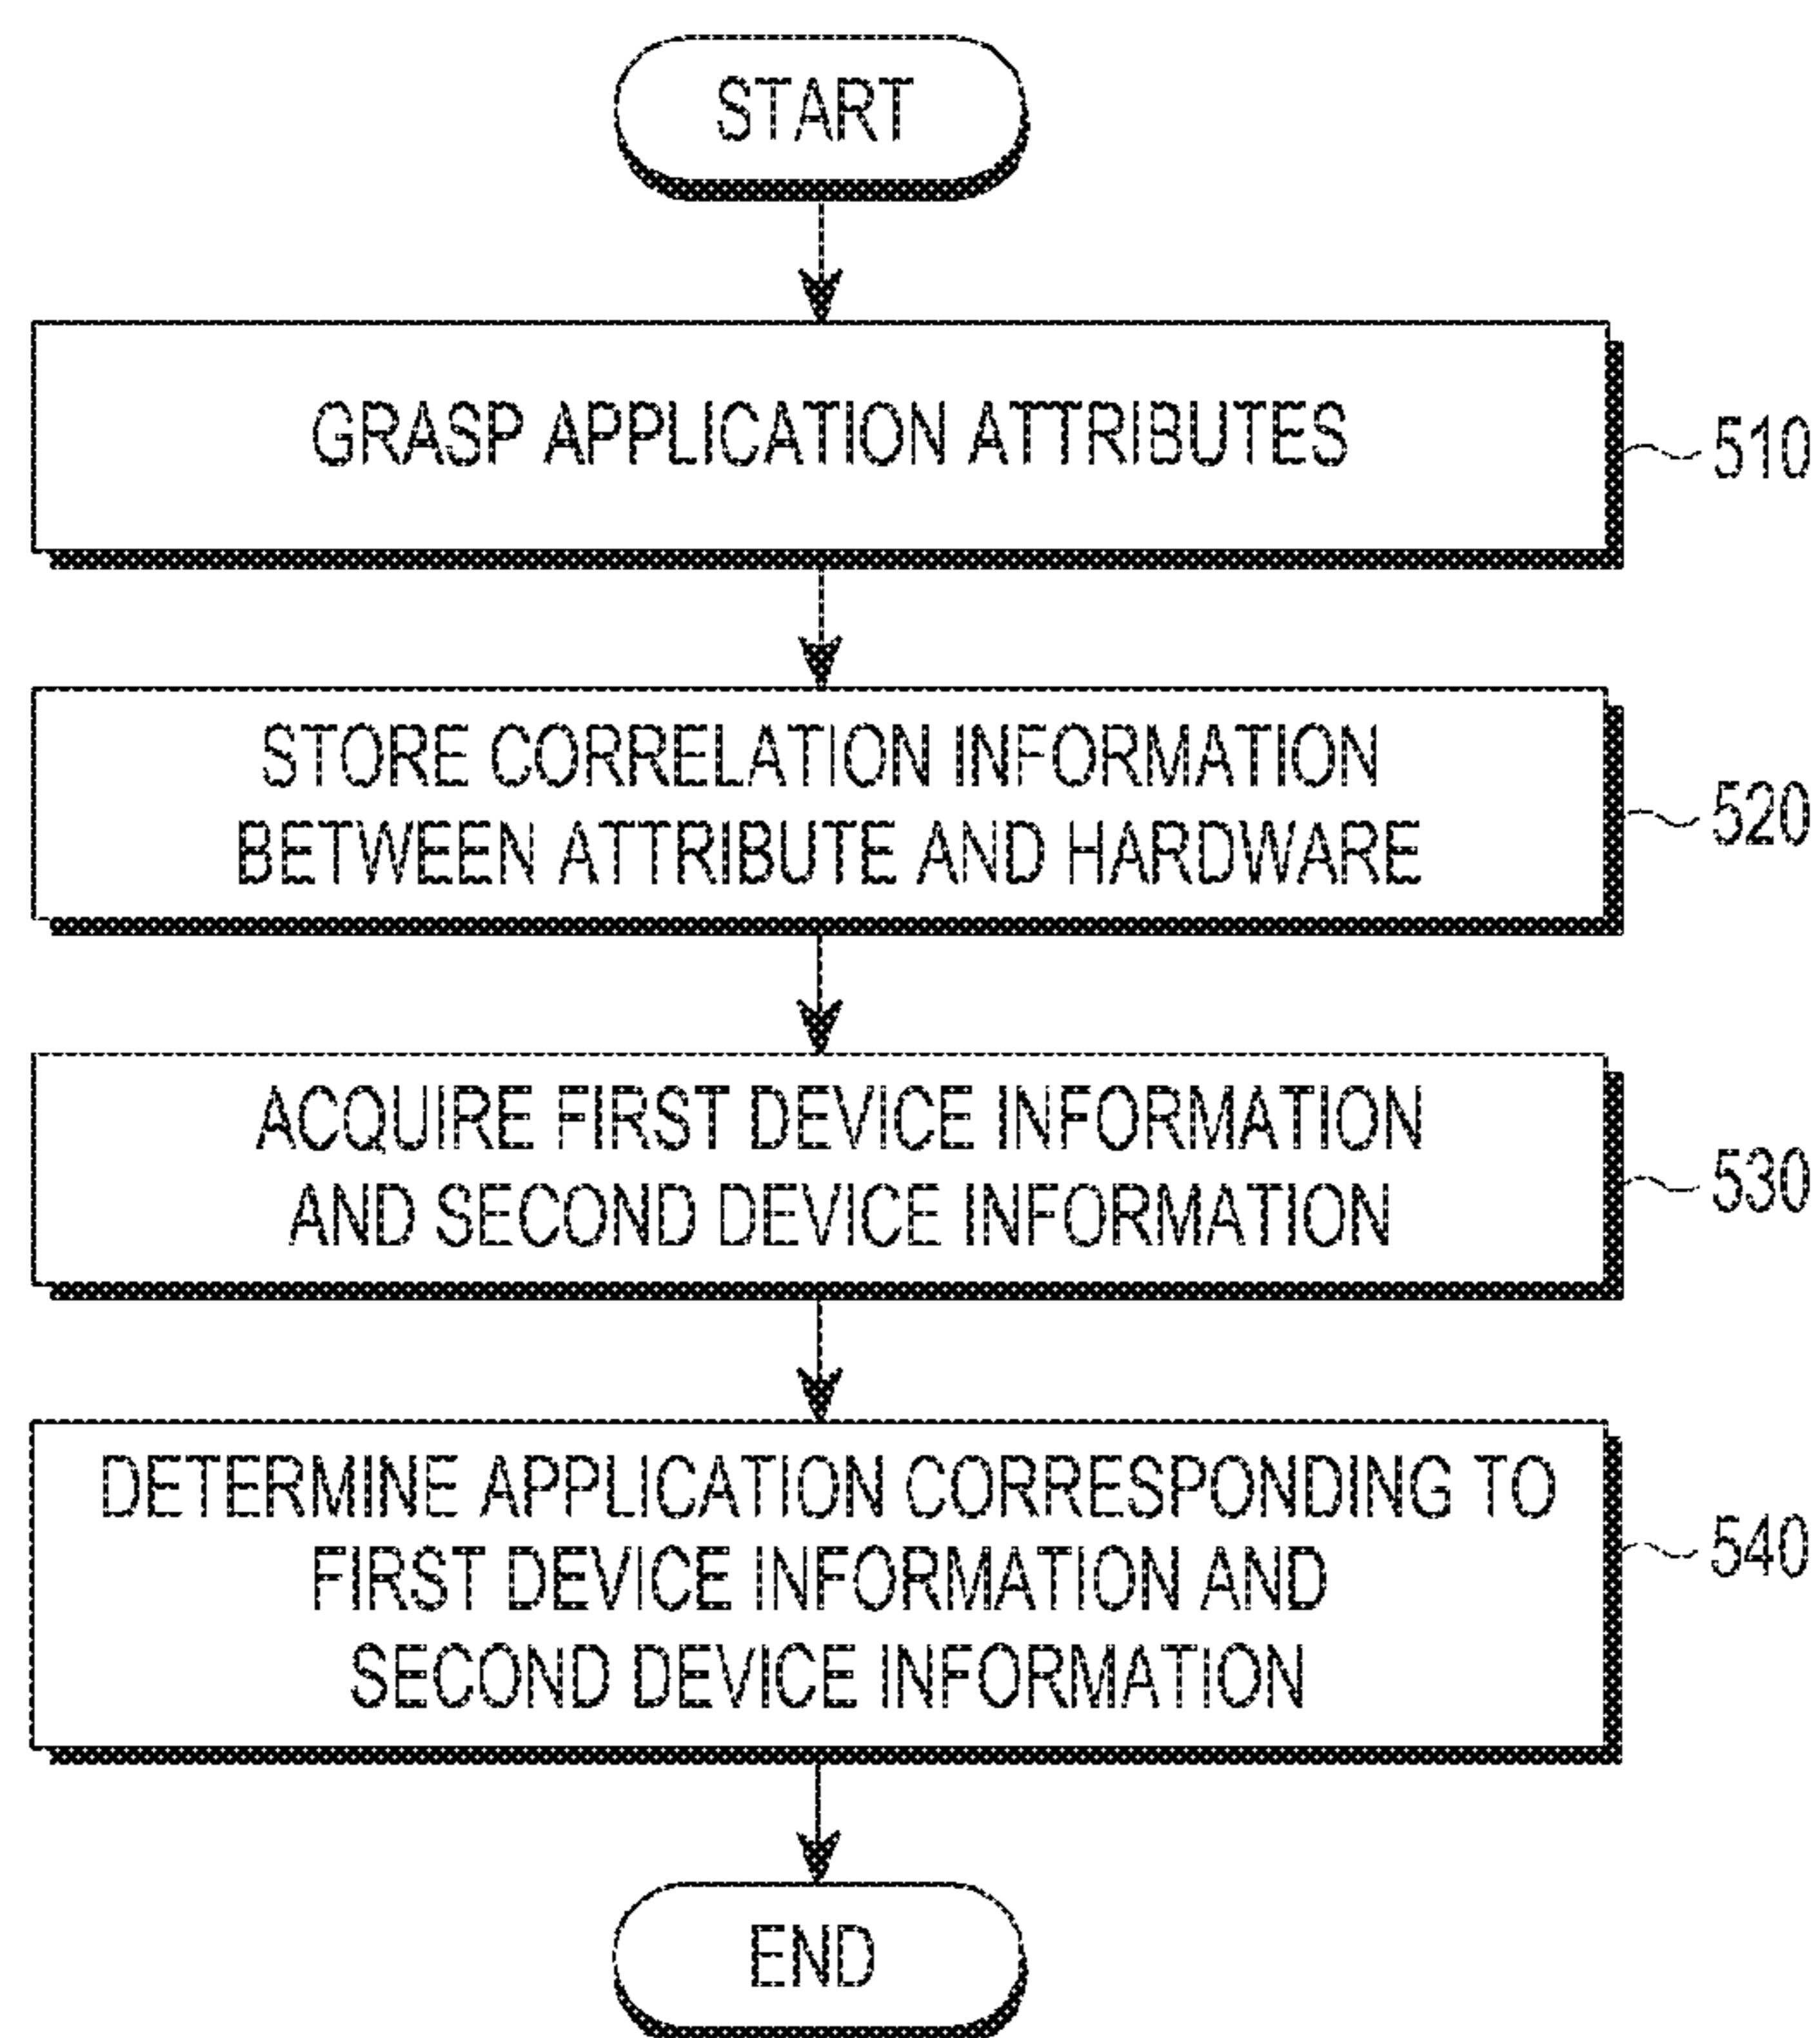 START
GRASP APPLICATION ATTRIBUTES
510
STORE CORRELATION INFORMATION
BETWEEN ATTRIBUTE AND HARDWARE
520
ACQUIRE FIRST DEVICE INFORMATION
AND SECOND DEVICE INFORMATION
530
DETERMINE APPLICATION CORRESPONDING TO
FIRST DEVICE INFORMATION AND
SECOND DEVICE INFORMATION
540
END